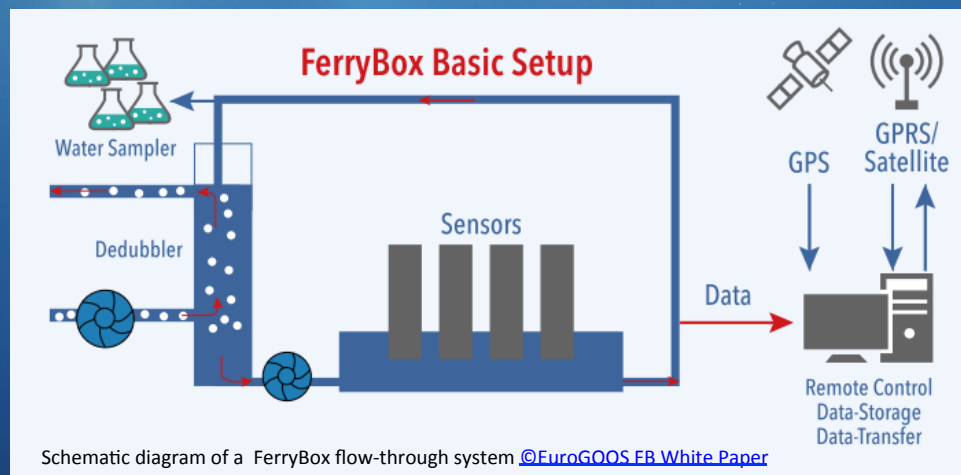 FerryBox Basic Setup
Water Sampler
Dedubbler
Sensors
Data
GPS
GPRS/
Satellite
Remote Control
Data-Storage
Data-Transfer
Schematic diagram of a FerryBox flow-through system ©EuroGOOS FB White Paper